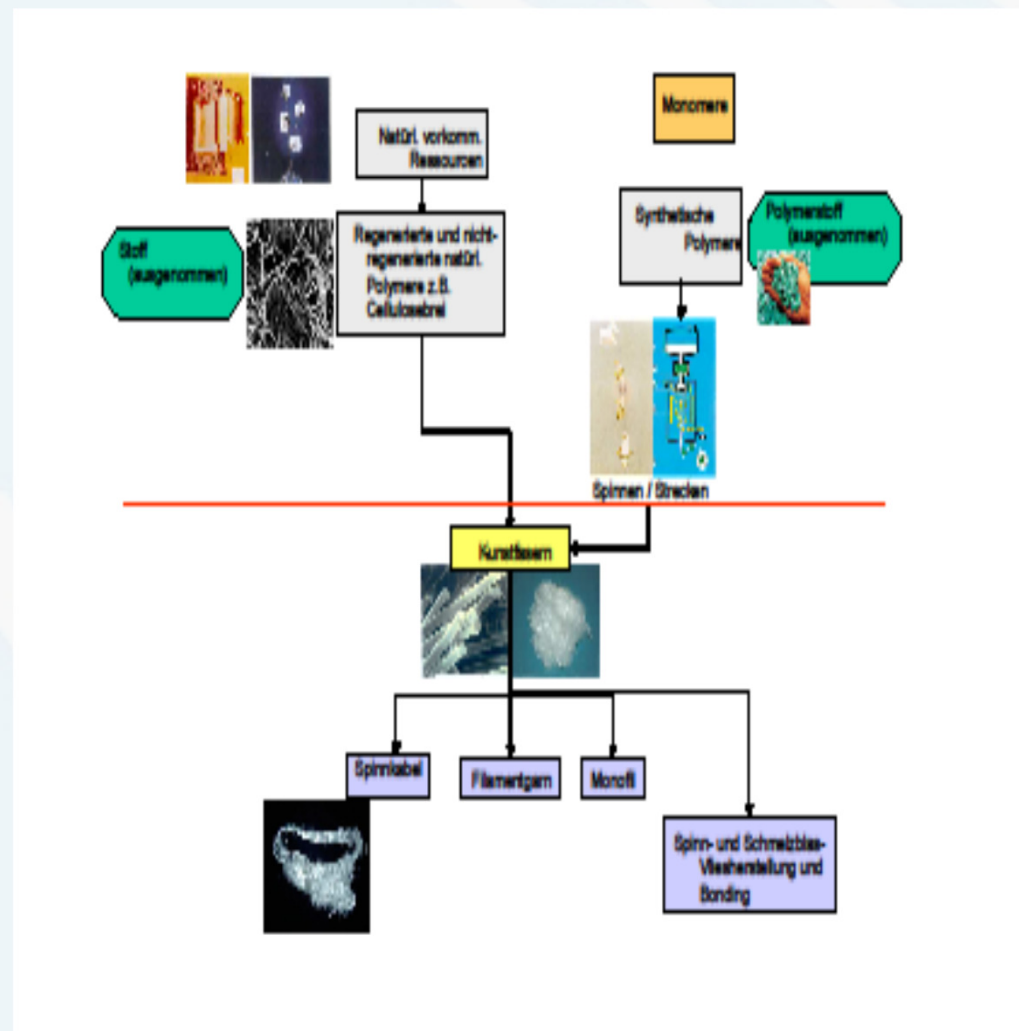 Monomere
Natürl. vorkomm.
Ressourcen
Stoff
(ausgenommen)
Regenerierte und nicht-
regenerierte natürl.
Polymere z.B.
Cellulosebrei
Synthetische
Polymere
Polymerstoff
(ausgenommen)
Spinnen / Strecken
Kunstfasern
Spinnkabel
Filamentgarn
Monofil
Spinn- und Schmelzblas-
Vliesherstellung und
Bonding